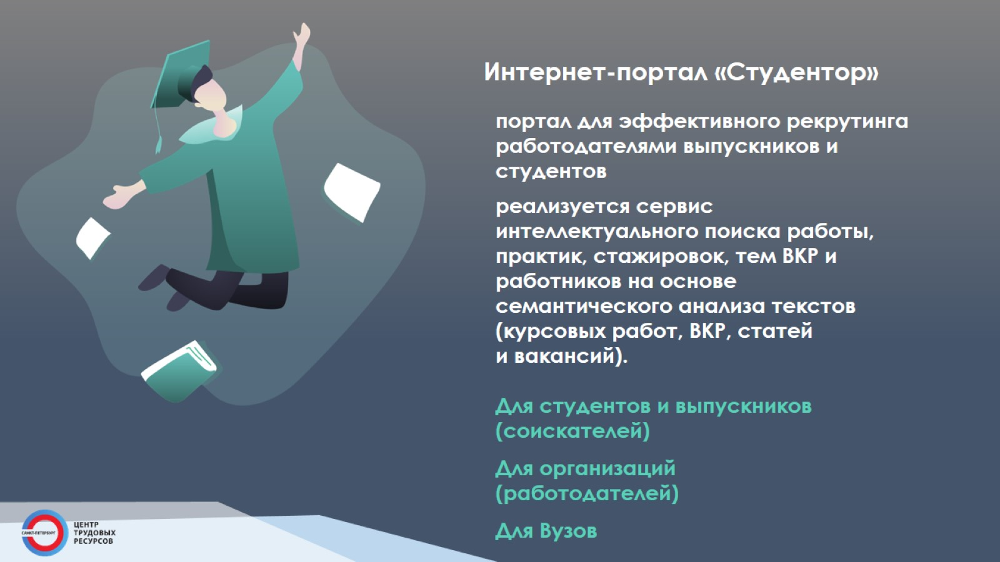 Интернет-портал «Студентор»
портал для эффективного рекрутинга
работодателями выпускников и
студентов
реализуется сервис
интеллектуального поиска работы,
практик, стажировок, тем ВКР и
работников на основе
семантического анализа текстов
(курсовых работ, ВКР, статей
и вакансий).
Для студентов и выпускников
(соискателей)
Для организаций
(работодателей)
Для Вузов
САНКТ-ПЕТЕРБУРГ
ЦЕНТР
ТРУДОВЫХ
РЕСУРСОВ